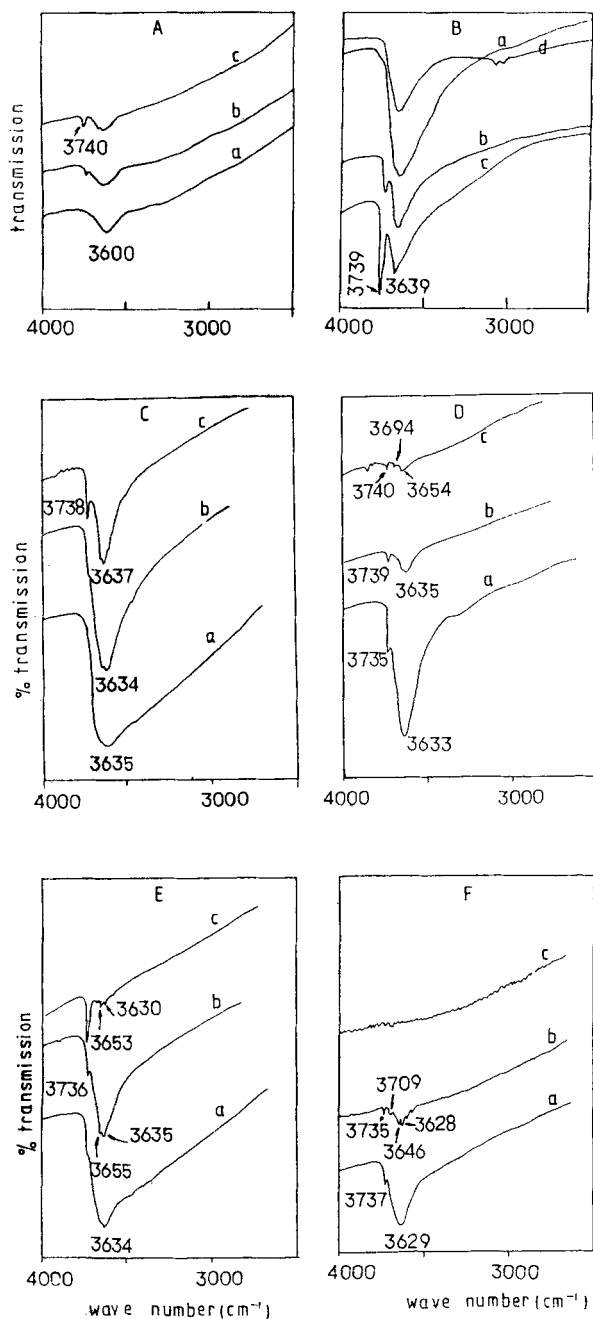 A
transmission
c
3740
b
a
3600
4000
3000
B
a
d
b
c
3739
3639
4000
3000
C
% transmission
c
3738
b
3637
a
3634
3635
4000
3000
D
3694
c
3740
3654
b
3739
3635
a
3735
3633
4000
3000
E
% transmission
c
3630
3653
b
3736
3635
3655
a
3634
4000
3000
wave number (cm⁻¹)
F
c
b
3709
3735
3628
3646
a
3737
3629
4000
3000
wave number (cm⁻¹)